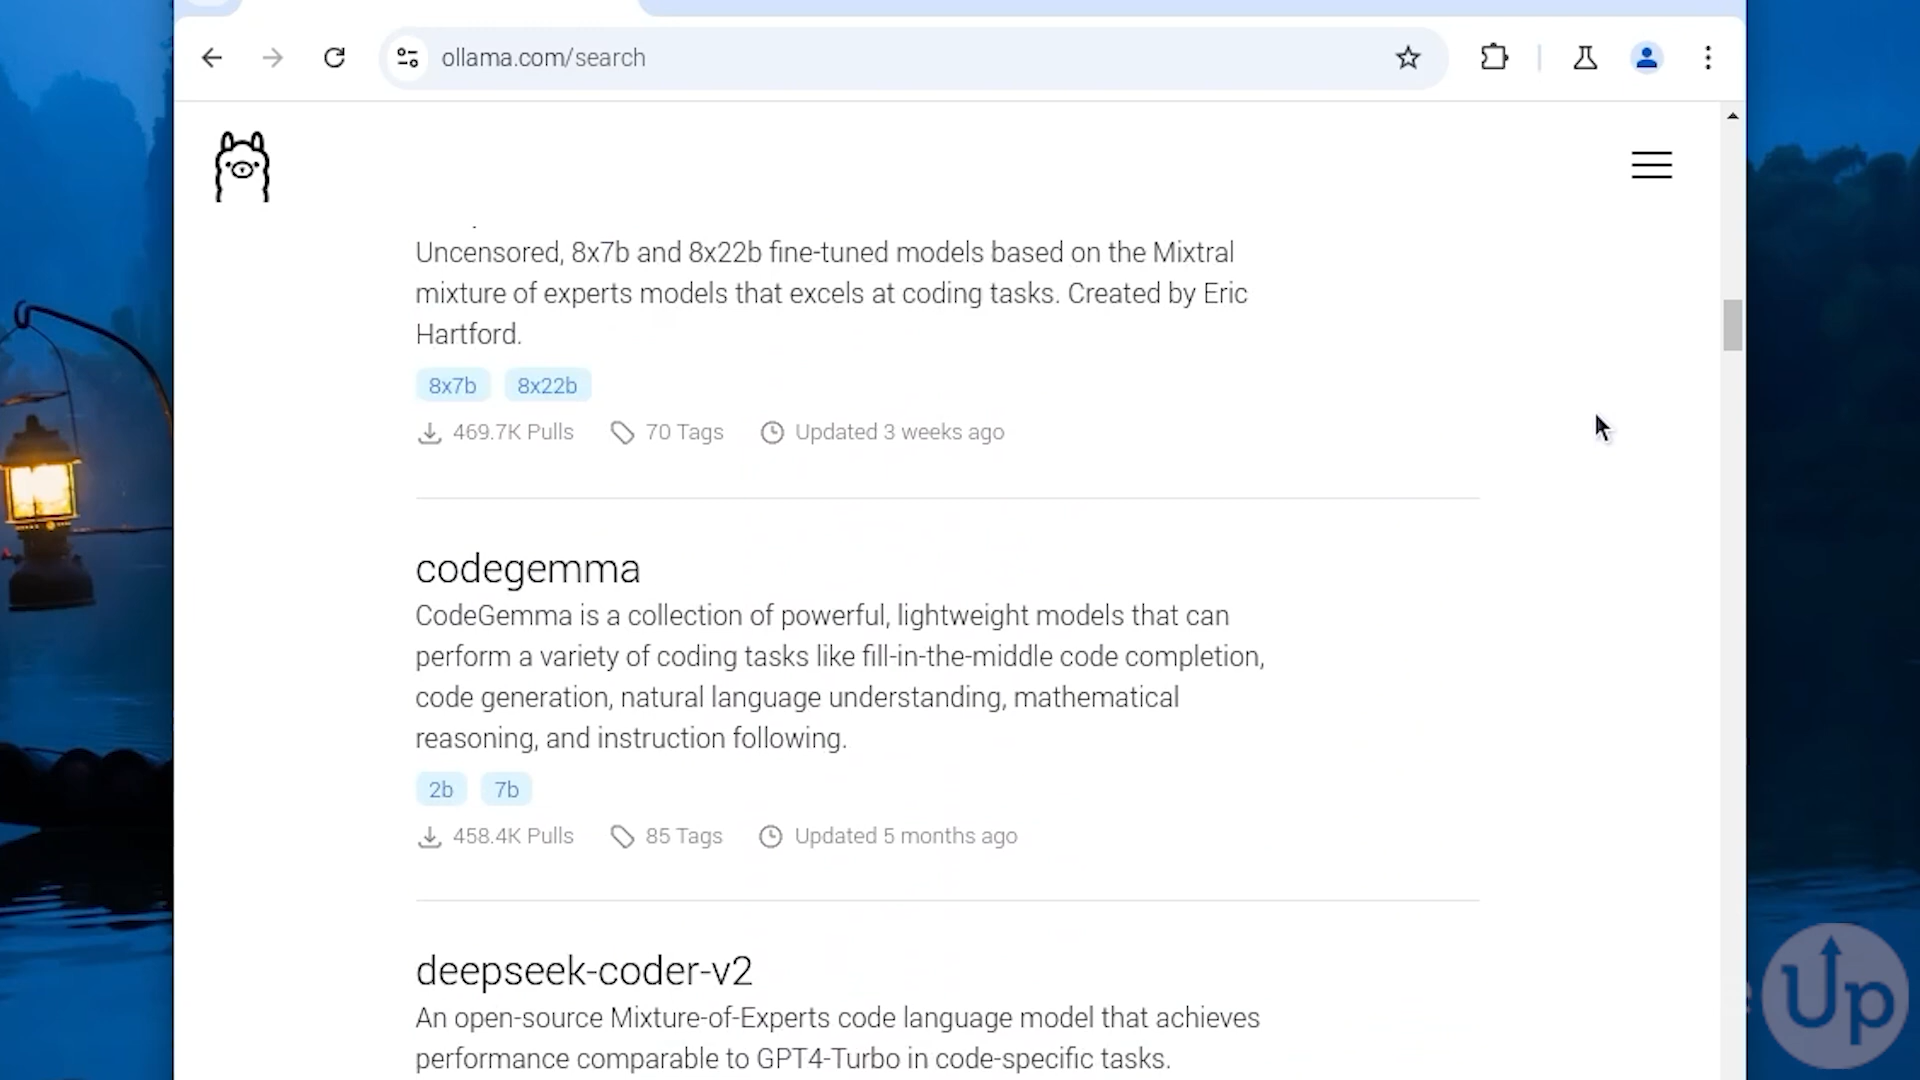 ollama.com/search
Uncensored, 8x7b and 8x22b fine-tuned models based on the Mixtral
mixture of experts models that excels at coding tasks. Created by Eric
Hartford.
8x7b 8x22b
469.7K Pulls 70 Tags Updated 3 weeks ago
codegemma
CodeGemma is a collection of powerful, lightweight models that can
perform a variety of coding tasks like fill-in-the-middle code completion,
code generation, natural language understanding, mathematical
reasoning, and instruction following.
2b 7b
458.4K Pulls 85 Tags Updated 5 months ago
deepseek-coder-v2
An open-source Mixture-of-Experts code language model that achieves
performance comparable to GPT4-Turbo in code-specific tasks.
Up